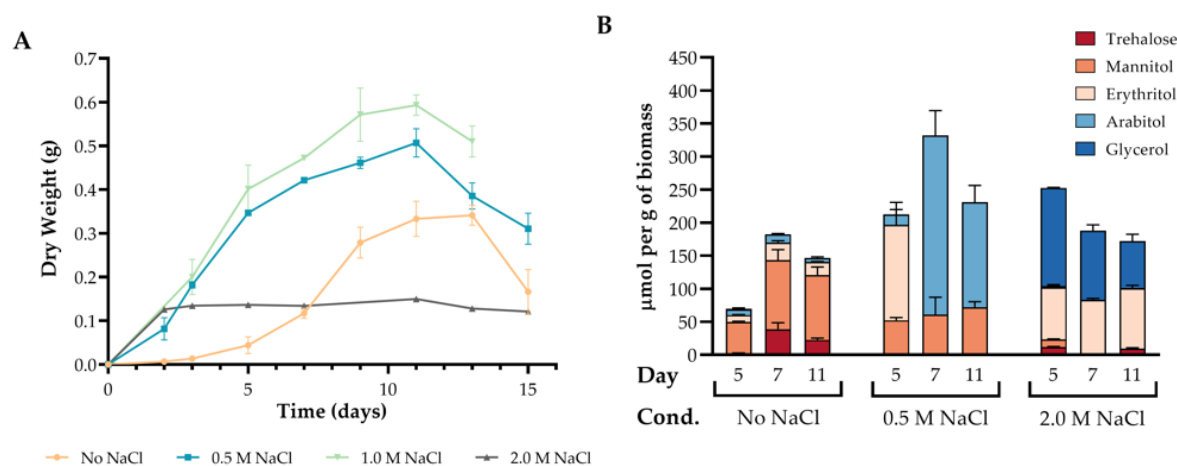 A
Dry Weight (g)
0.7
0.6
0.5
0.4
0.3
0.2
0.1
0.0
0 5 10 15
Time (days)
No NaCl 0.5 M NaCl 1.0 M NaCl 2.0 M NaCl
B
μmol per g of biomass
450
400
350
300
250
200
150
100
50
0
Trehalose
Mannitol
Erythritol
Arabitol
Glycerol
Day 5 7 11 5 7 11 5 7 11
Cond. No NaCl 0.5 M NaCl 2.0 M NaCl